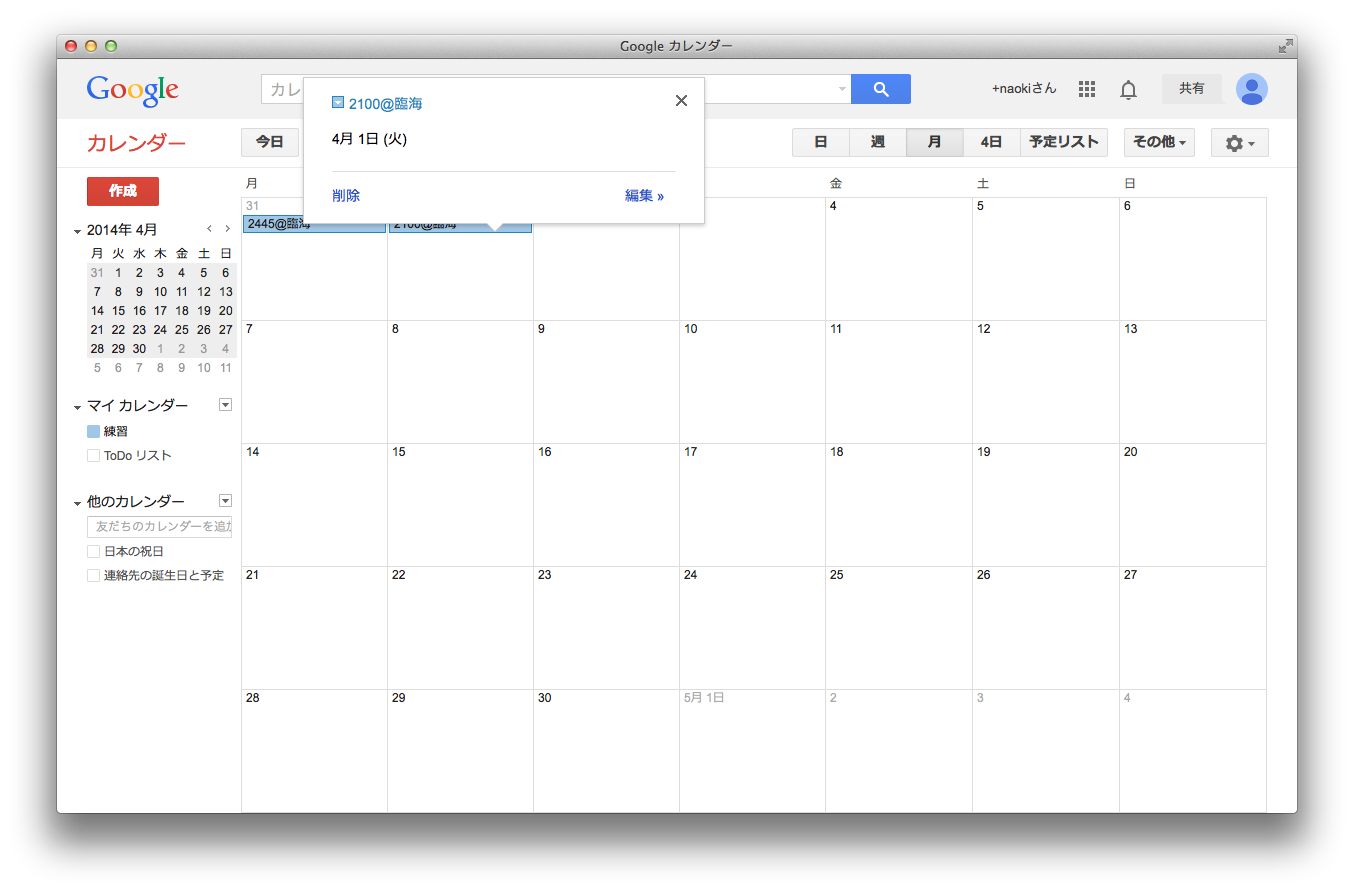 Google カレンダー
Google
カレ
+naokiさん
共有
2100@臨海
4月 1日 (火)
削除
編集 »
カレンダー
今日
日
週
月
4日
予定リスト
その他
作成
2014年 4月
月 火 水 木 金 土 日
31 1 2 3 4 5 6
7 8 9 10 11 12 13
14 15 16 17 18 19 20
21 22 23 24 25 26 27
28 29 30 1 2 3 4
5 6 7 8 9 10 11
マイ カレンダー
練習
ToDo リスト
他のカレンダー
友だちのカレンダーを追
日本の祝日
連絡先の誕生日と予定
月 金 土 日
31 4 5 6
2445@臨海 2100@臨海
7 8 9 10 11 12 13
14 15 16 17 18 19 20
21 22 23 24 25 26 27
28 29 30 5月 1日 2 3 4